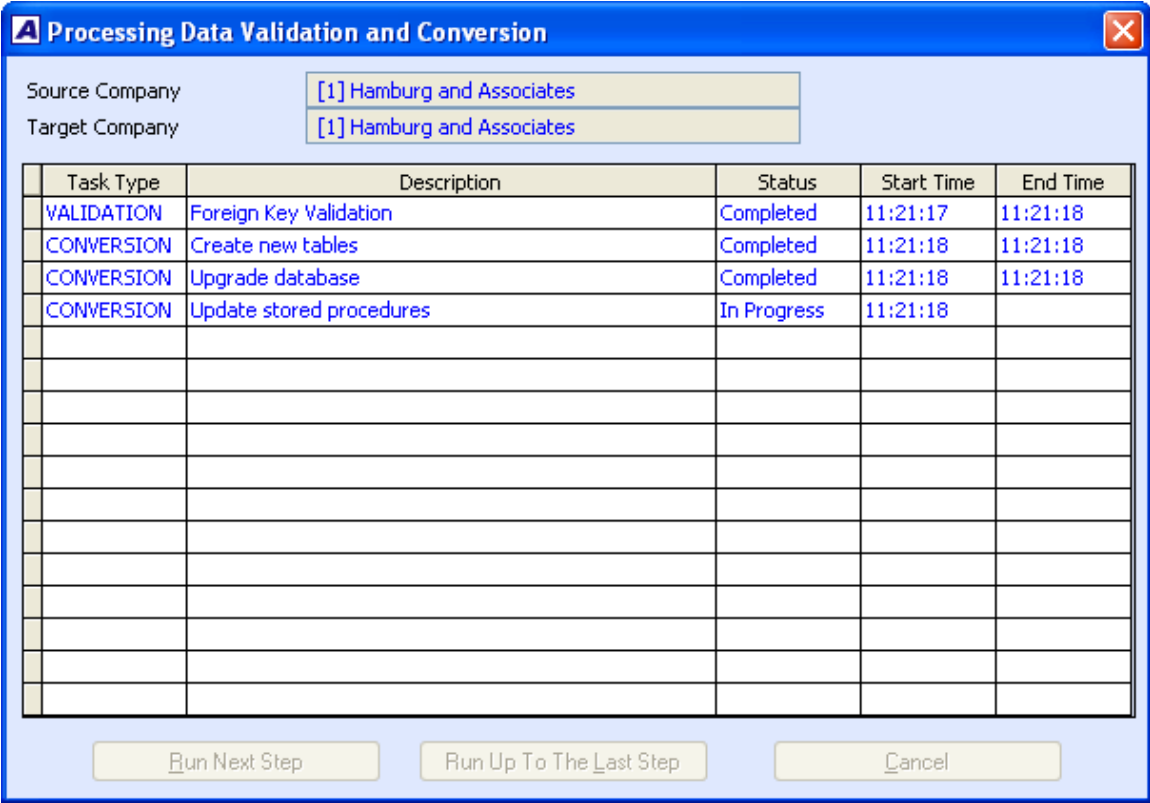 A Processing Data Validation and Conversion
Source Company [1] Hamburg and Associates
Target Company [1] Hamburg and Associates
Task Type Description Status Start Time End Time
VALIDATION Foreign Key Validation Completed 11:21:17 11:21:18
CONVERSION Create new tables Completed 11:21:18 11:21:18
CONVERSION Upgrade database Completed 11:21:18 11:21:18
CONVERSION Update stored procedures In Progress 11:21:18
Run Next Step Run Up To The Last Step Cancel